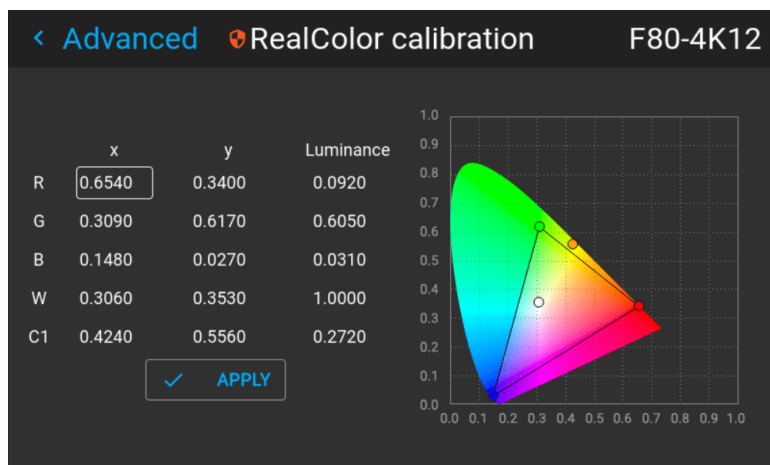 < Advanced RealColor calibration F80-4K12
x y Luminance
R 0.6540 0.3400 0.0920
G 0.3090 0.6170 0.6050
B 0.1480 0.0270 0.0310
W 0.3060 0.3530 1.0000
C1 0.4240 0.5560 0.2720
APPLY
1.0
0.9
0.8
0.7
0.6
0.5
0.4
0.3
0.2
0.1
0.0
0.0 0.1 0.2 0.3 0.4 0.5 0.6 0.7 0.8 0.9 1.0